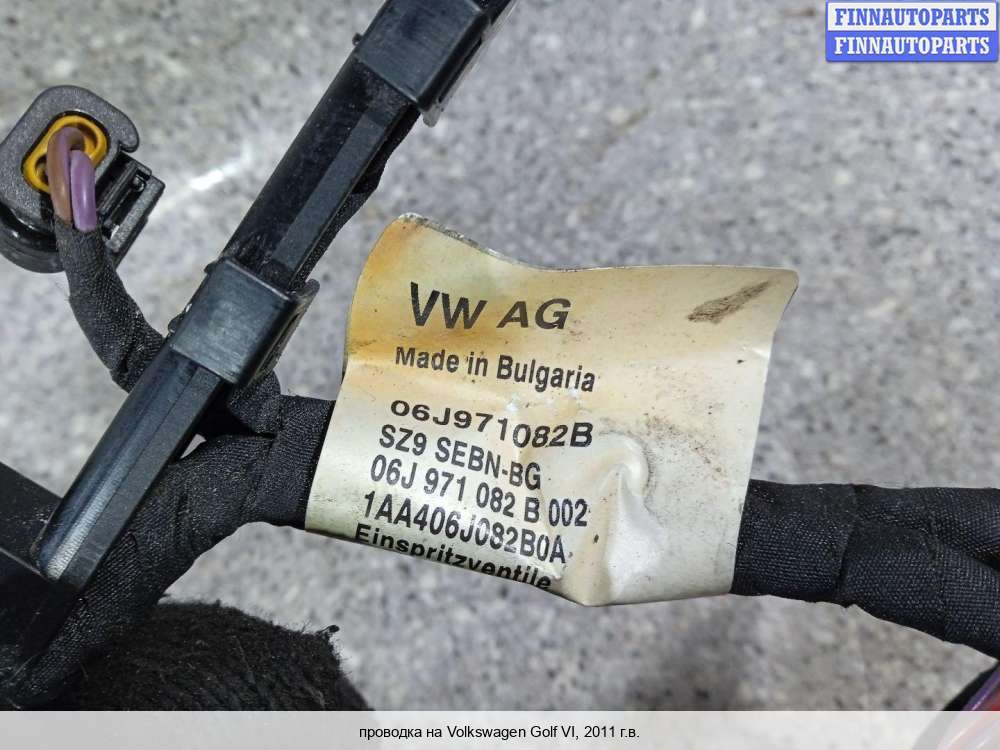 FINNAUTOPARTS
FINNAUTOPARTS
VW AG
Made in Bulgaria
06J971082B
SZ9 SEBN-BG
06J 971 082 B 002
1AA406J082B0A
Einspritzventile
проводка на Volkswagen Golf VI, 2011 г.в.